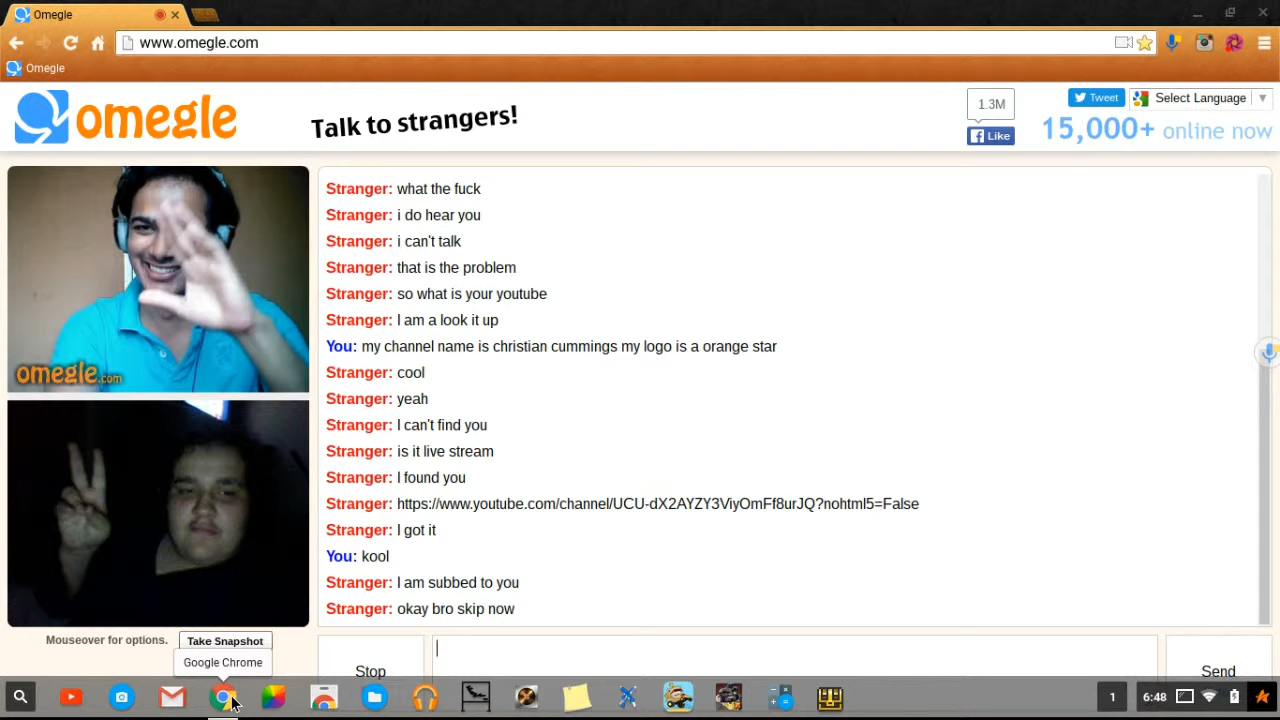 Omegle
www.omegle.com
Omegle
omegle
Talk to strangers!
1.3M
Like
Tweet
Select Language
15,000+ online now
omegle.com
Stranger: what the fuck
Stranger: i do hear you
Stranger: i can't talk
Stranger: that is the problem
Stranger: so what is your youtube
Stranger: I am a look it up
You: my channel name is christian cummings my logo is a orange star
Stranger: cool
Stranger: yeah
Stranger: I can't find you
Stranger: is it live stream
Stranger: I found you
Stranger: https://www.youtube.com/channel/UCU-dX2AYZY3ViyOmFf8urJQ?nohtml5=False
Stranger: I got it
You: kool
Stranger: I am subbed to you
Stranger: okay bro skip now
Mouseover for options.
Take Snapshot
Google Chrome
Stop
Send
1
6:48